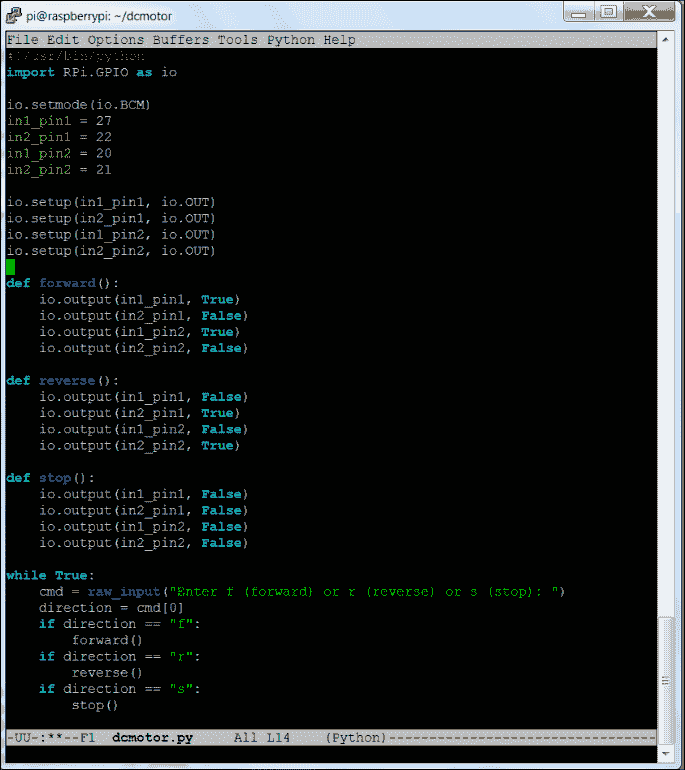 pi@raspberrypi: ~/dcmotor
File Edit Options Buffers Tools Python Help
#!/usr/bin/python
import RPi.GPIO as io
io.setmode(io.BCM)
in1_pin1 = 27
in2_pin1 = 22
in1_pin2 = 20
in2_pin2 = 21
io.setup(in1_pin1, io.OUT)
io.setup(in2_pin1, io.OUT)
io.setup(in1_pin2, io.OUT)
io.setup(in2_pin2, io.OUT)
def forward():
    io.output(in1_pin1, True)
    io.output(in2_pin1, False)
    io.output(in1_pin2, True)
    io.output(in2_pin2, False)
def reverse():
    io.output(in1_pin1, False)
    io.output(in2_pin1, True)
    io.output(in1_pin2, False)
    io.output(in2_pin2, True)
def stop():
    io.output(in1_pin1, False)
    io.output(in2_pin1, False)
    io.output(in1_pin2, False)
    io.output(in2_pin2, False)
while True:
    cmd = raw_input("Enter f (forward) or r (reverse) or s (stop): ")
    direction = cmd[0]
    if direction == "f":
        forward()
    if direction == "r":
        reverse()
    if direction == "s":
        stop()
-UU-:**--F1  dcmotor.py     All L14    (Python)---------------------------------